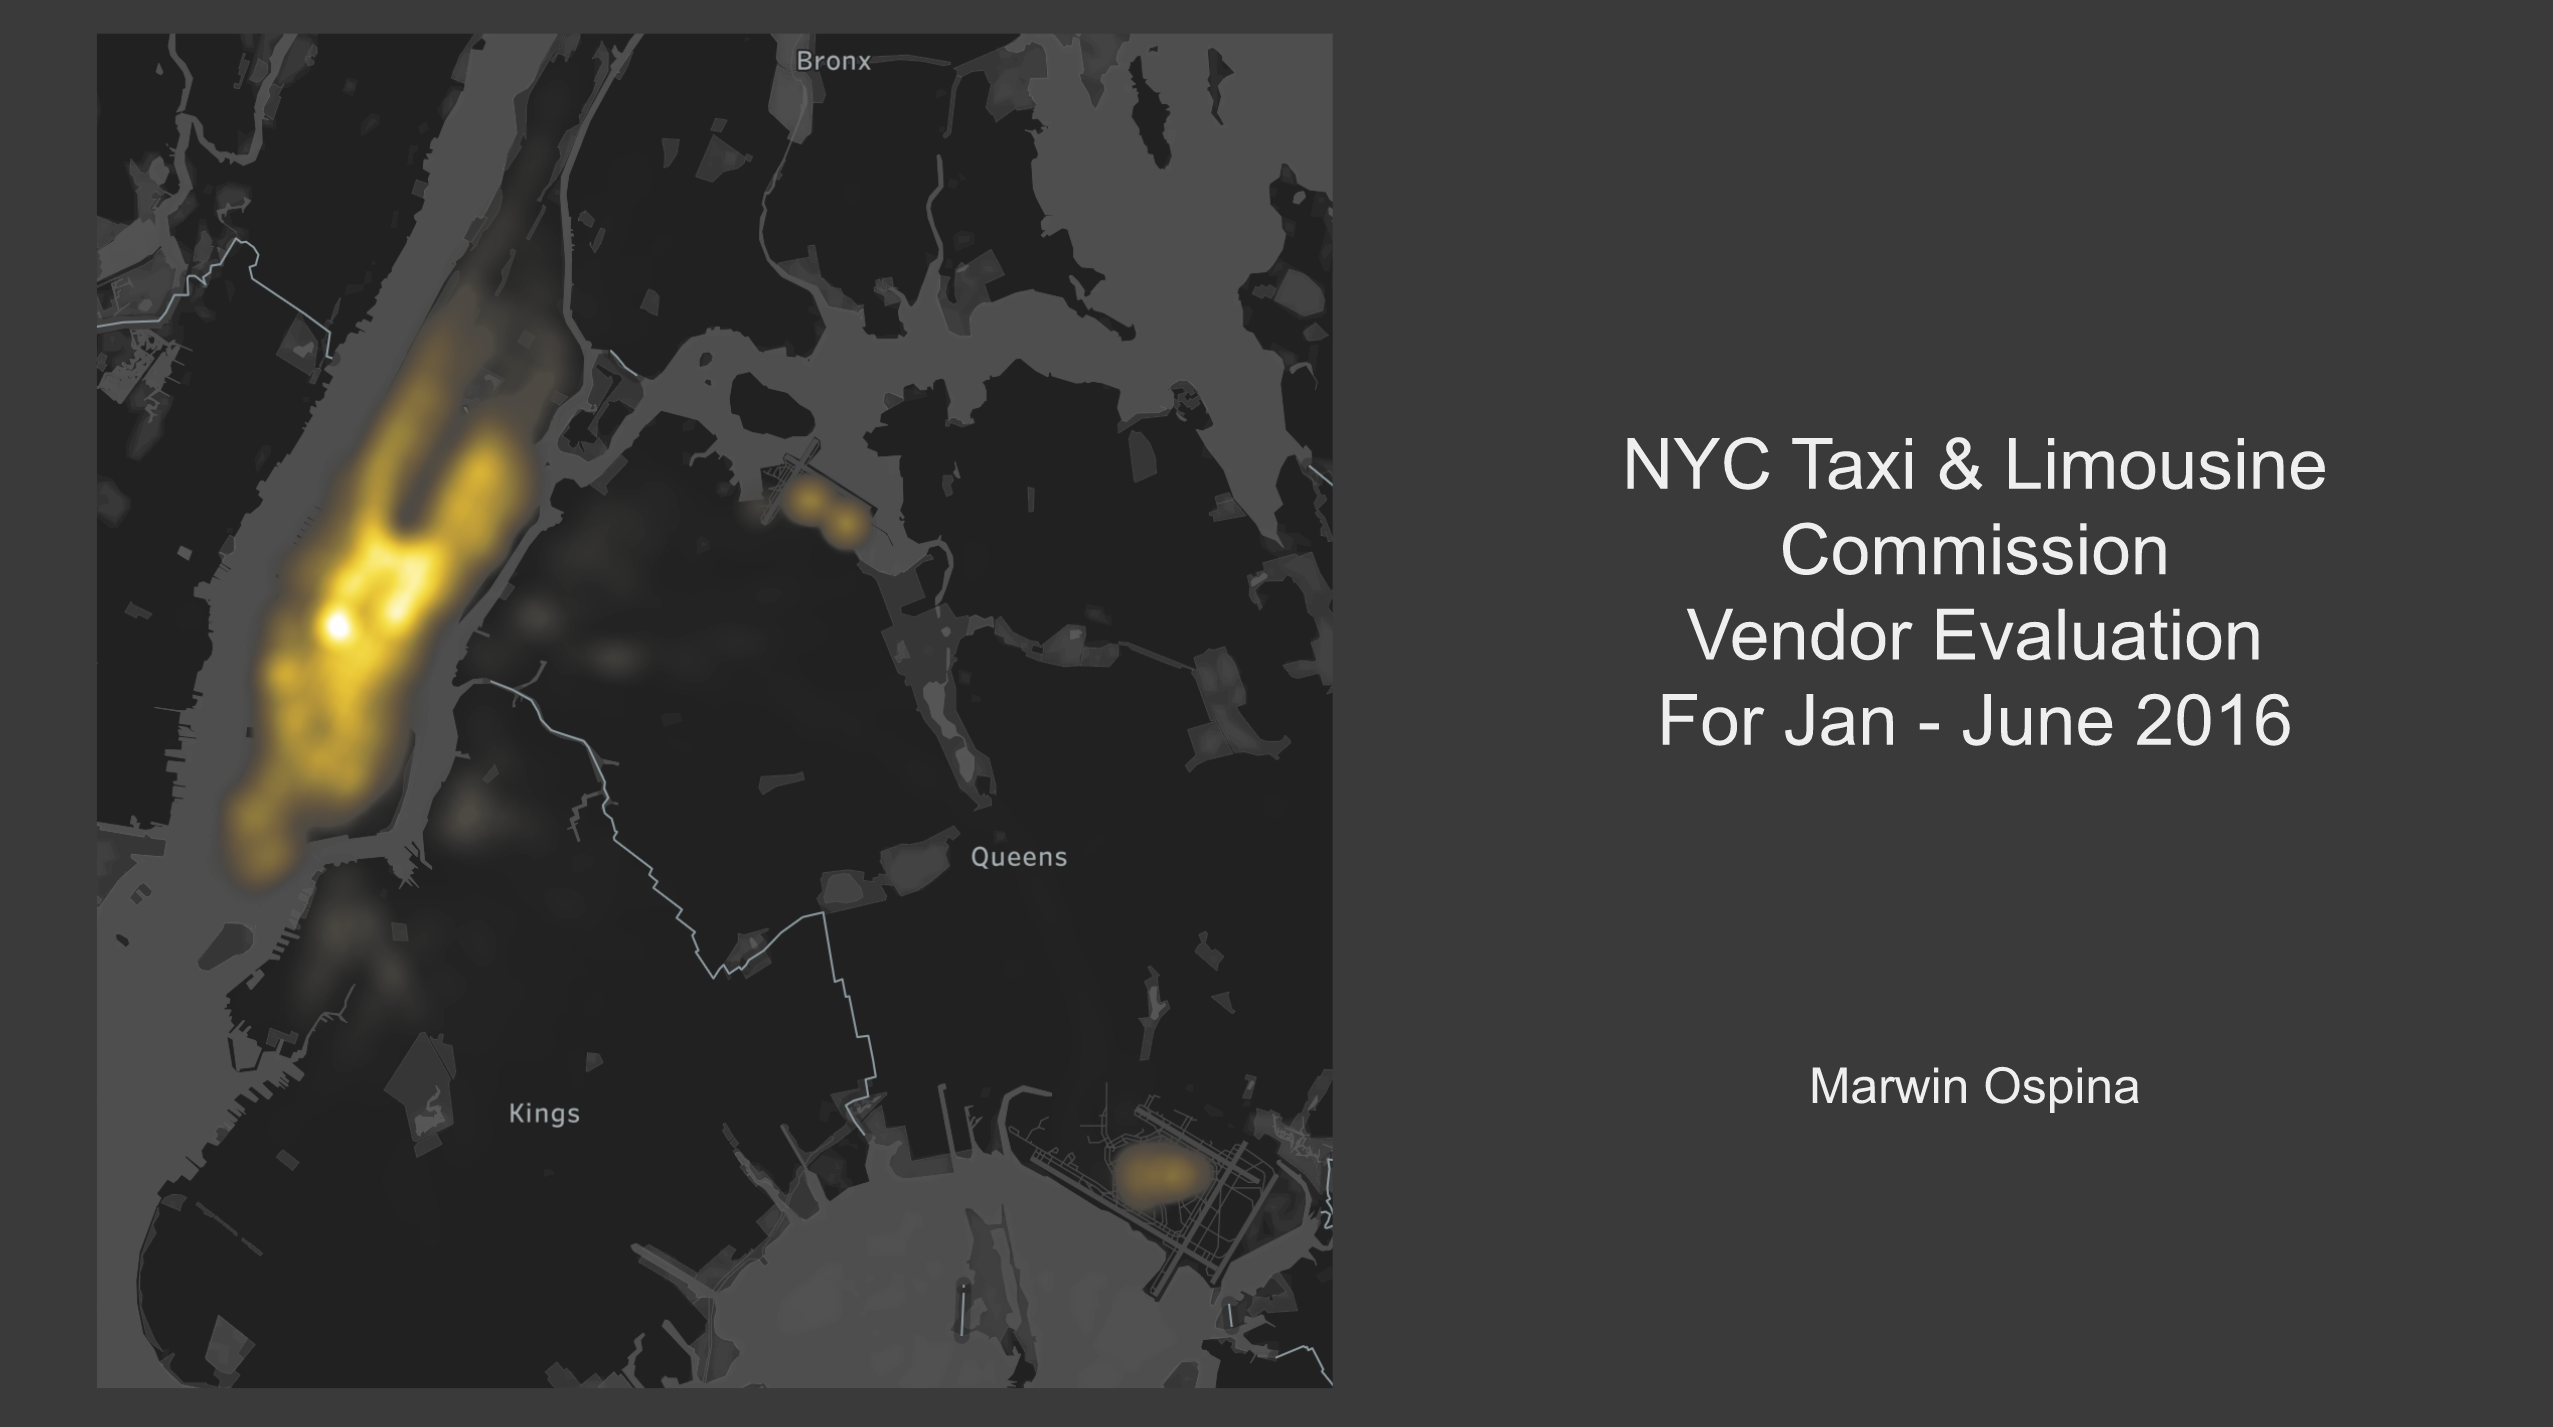 Bronx
Queens
Kings
NYC Taxi & Limousine
Commission
Vendor Evaluation
For Jan - June 2016
Marwin Ospina